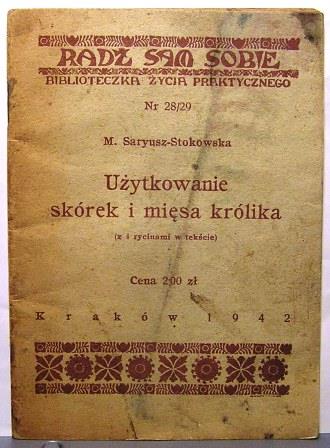 RADŹ SAM SOBIE
BIBLIOTECZKA ŻYCIA PRAKTYCZNEGO
Nr 28/29
M. Saryusz-Stokowska
Użytkowanie
skórek i mięsa królika
(z 4 rycinami w tekście)
Cena 2·00 zł
Kraków 1942